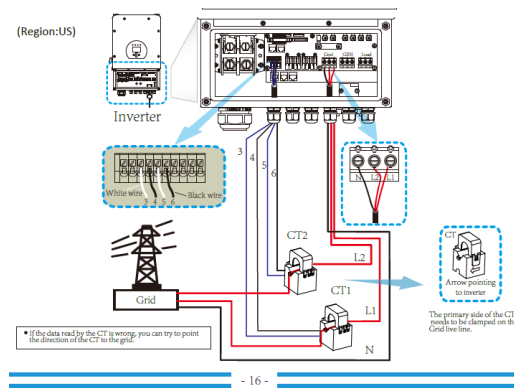 (Region:US)
Inverter
Grid GEN Load
3
4
5
6
White wire
3 4 5 6
Black wire
N L2 L1
CT2
L2
CT1
L1
N
Grid
CT
Arrow pointing
to inverter
The primary side of the CT
needs to be clamped on the
Grid live line.
• If the data read by the CT is wrong, you can try to point
the direction of the CT to the grid.
- 16 -